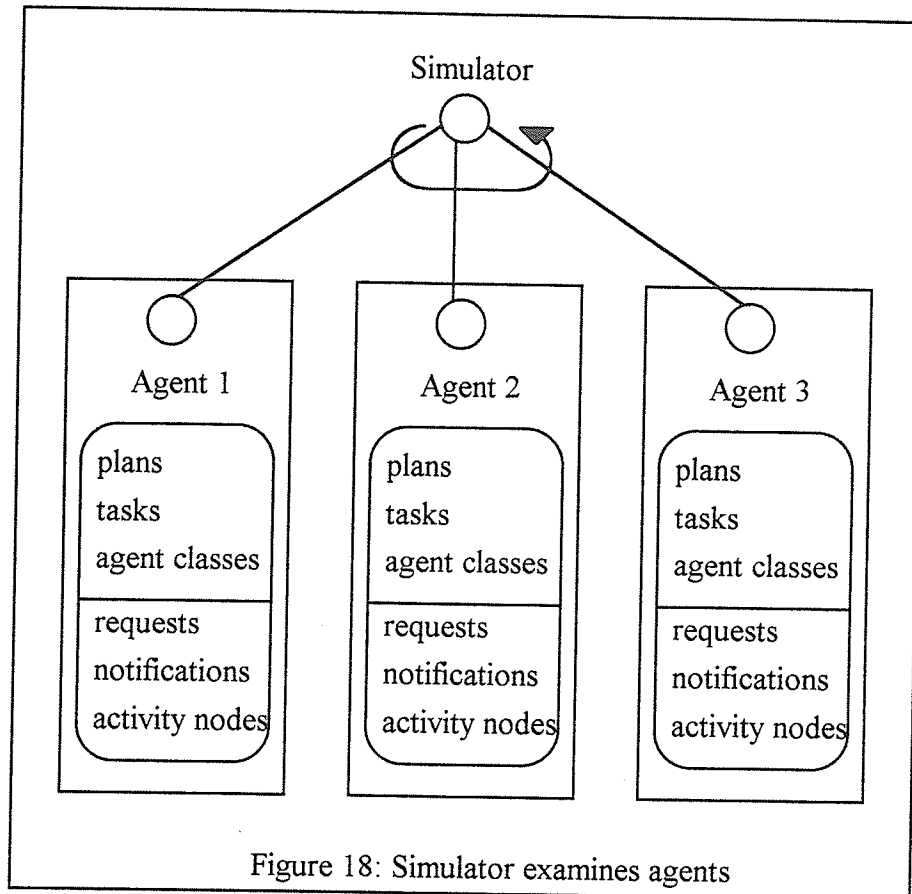 Simulator
Agent 1
plans
tasks
agent classes
requests
notifications
activity nodes
Agent 2
plans
tasks
agent classes
requests
notifications
activity nodes
Agent 3
plans
tasks
agent classes
requests
notifications
activity nodes
Figure 18: Simulator examines agents